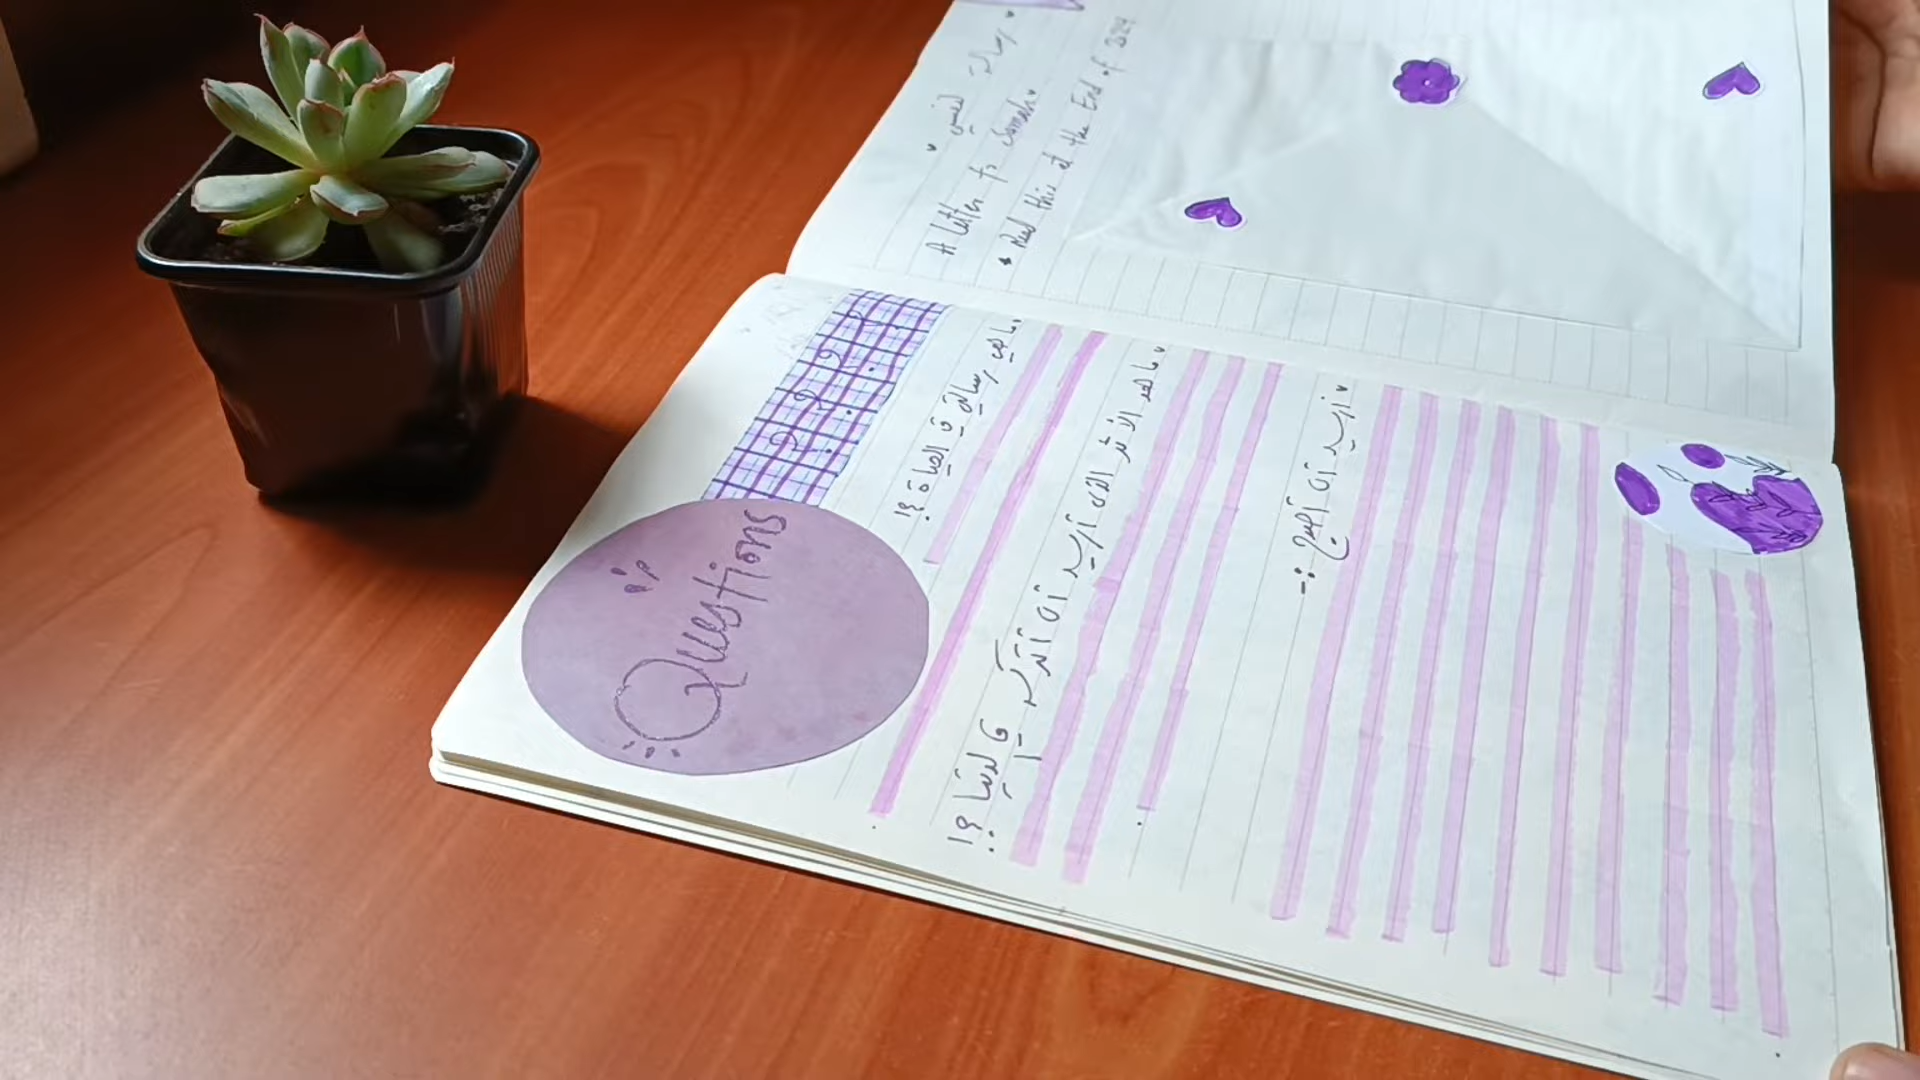 رسالة لنفسي
A letter to Samah
Read this at the End of 2024
Questions
ما هي رسالتي في الحياة ؟!
ما هو الأثر الذي أريد أن أتركه في الدنيا ؟!
أريد أن أصبح :-